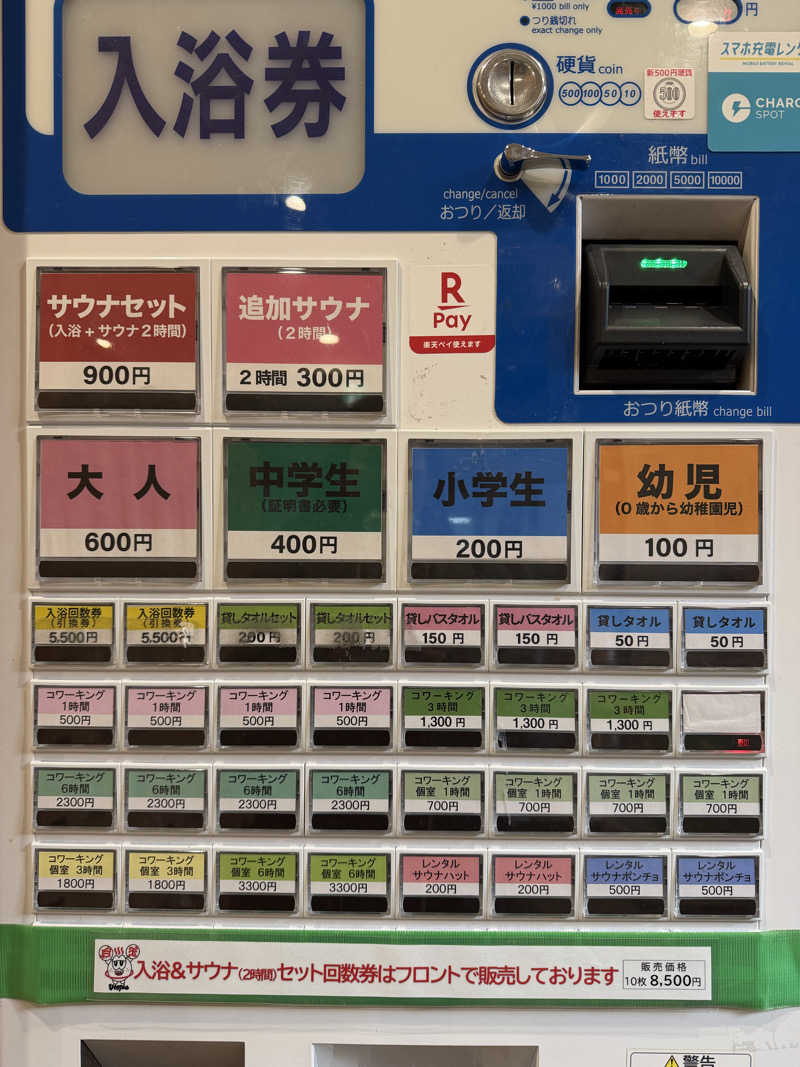 入浴券
¥1000 bill only
つり銭切れ
exact change only
円
硬貨 coin
500 100 50 10
新500円硬貨
500
使えます
スマホ充電レン
MOBILE BATTERY RENTAL
CHARG
SPOT
change/cancel
おつり／返却
紙幣 bill
1000 2000 5000 10000
おつり紙幣 change bill
サウナセット
(入浴+サウナ2時間)
900円
追加サウナ
(2時間)
2時間 300円
R
Pay
楽天ペイ使えます
大人
600円
中学生
(証明書必要)
400円
小学生
200円
幼児
(0歳から幼稚園児)
100円
入浴回数券
(引換券)
5,500円
入浴回数券
(引換券)
5,500円
貸しタオルセット
200円
貸しタオルセット
200円
貸しバスタオル
150円
貸しバスタオル
150円
貸しタオル
50円
貸しタオル
50円
コワーキング
1時間
500円
コワーキング
1時間
500円
コワーキング
1時間
500円
コワーキング
1時間
500円
コワーキング
3時間
1,300円
コワーキング
3時間
1,300円
コワーキング
3時間
1,300円
コワーキング
6時間
2300円
コワーキング
6時間
2300円
コワーキング
6時間
2300円
コワーキング
6時間
2300円
コワーキング
個室 1時間
700円
コワーキング
個室 1時間
700円
コワーキング
個室 1時間
700円
コワーキング
個室 1時間
700円
コワーキング
個室 3時間
1800円
コワーキング
個室 3時間
1800円
コワーキング
個室 6時間
3300円
コワーキング
個室 6時間
3300円
レンタル
サウナハット
200円
レンタル
サウナハット
200円
レンタル
サウナポンチョ
500円
レンタル
サウナポンチョ
500円
入浴&サウナ(2時間)セット回数券はフロントで販売しております
販売価格
10枚 8,500円
警告